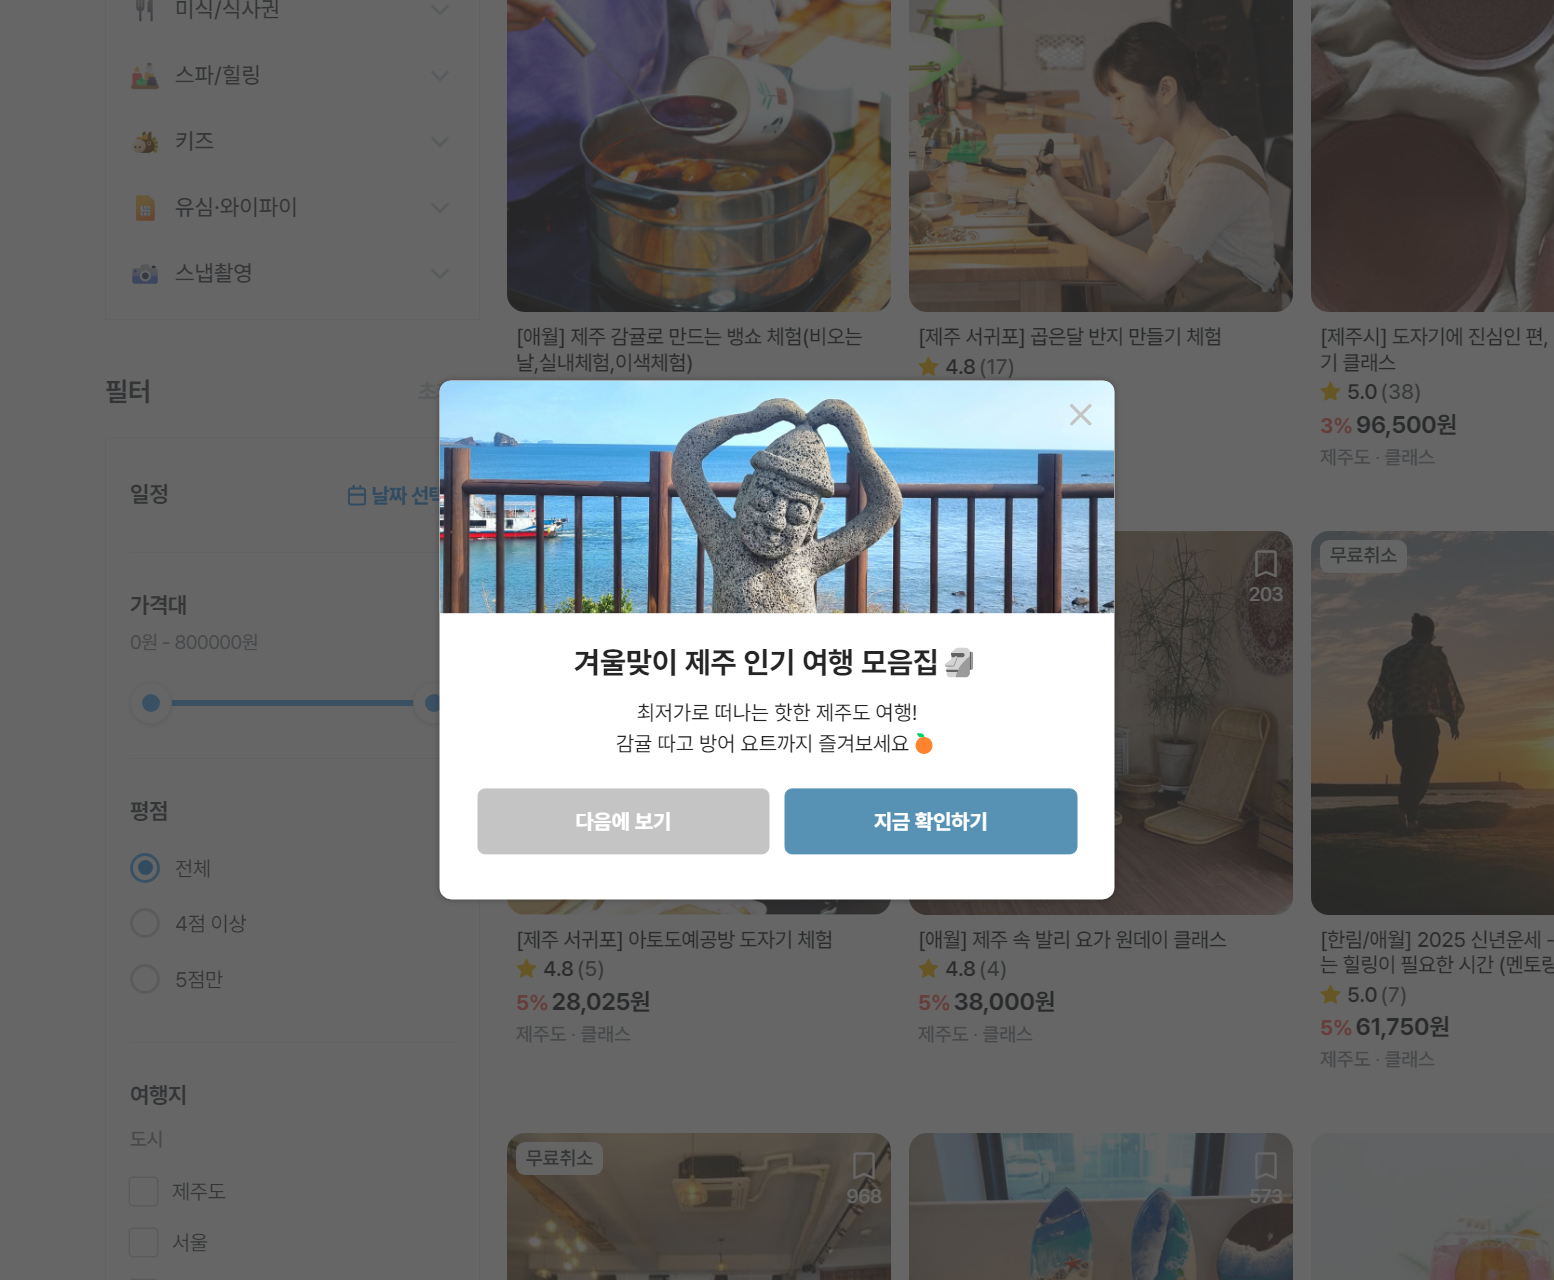 미식/식사권
스파/힐링
키즈
유심·와이파이
스냅촬영
필터
일정
날짜 선택
가격대
0원 - 800000원
평점
전체
4점 이상
5점만
여행지
도시
제주도
서울
[애월] 제주 감귤로 만드는 뱅쇼 체험(비오는
날,실내체험,이색체험)
[제주 서귀포] 곱은달 반지 만들기 체험
4.8 (17)
[제주시] 도자기에 진심인 편,
기 클래스
5.0 (38)
3% 96,500원
제주도 · 클래스
겨울맞이 제주 인기 여행 모음집 🗿
최저가로 떠나는 핫한 제주도 여행!
감귤 따고 방어 요트까지 즐겨보세요 🍊
다음에 보기
지금 확인하기
203
무료취소
[제주 서귀포] 아토도예공방 도자기 체험
4.8 (5)
5% 28,025원
제주도 · 클래스
[애월] 제주 속 발리 요가 원데이 클래스
4.8 (4)
5% 38,000원
제주도 · 클래스
[한림/애월] 2025 신년운세 -
는 힐링이 필요한 시간 (멘토링
5.0 (7)
5% 61,750원
제주도 · 클래스
무료취소
968
573